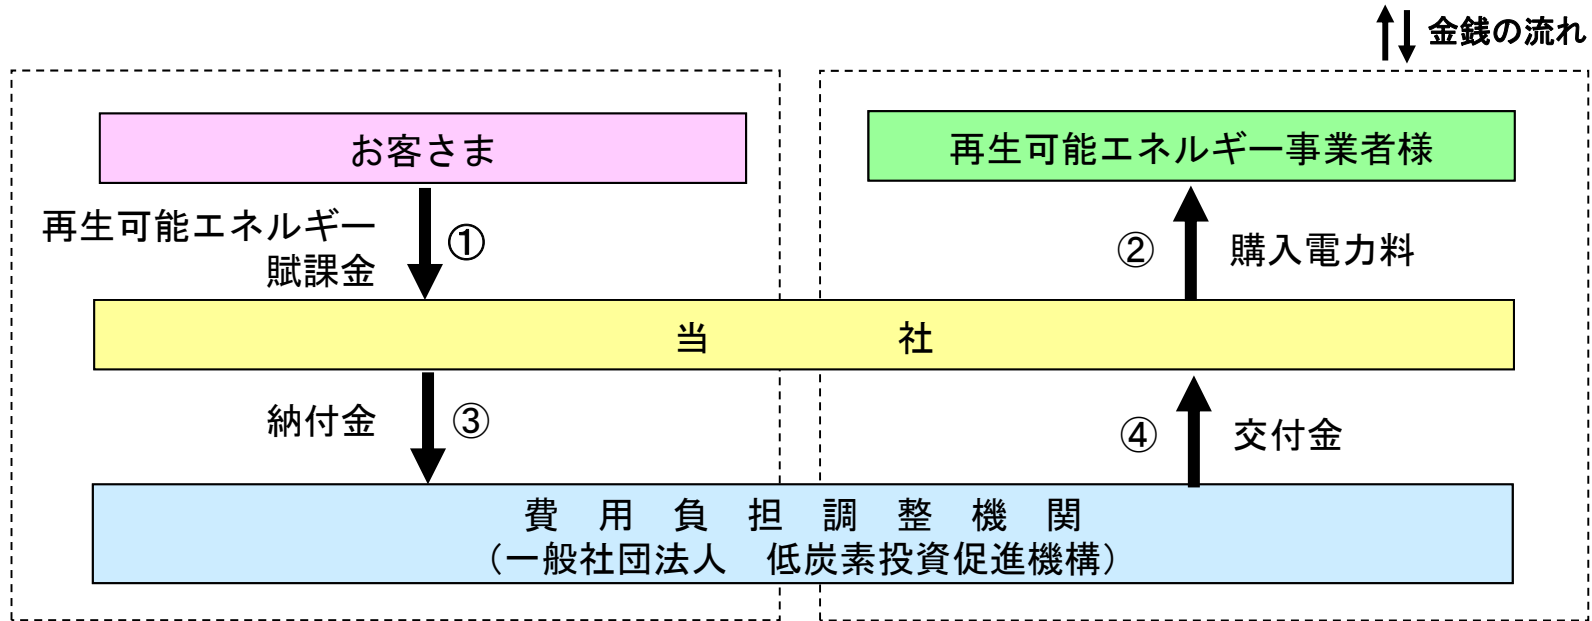 金銭の流れ
お客さま
再生可能エネルギー事業者様
再生可能エネルギー
賦課金
①
②
購入電力料
当　　　　　社
納付金
③
④
交付金
費　用　負　担　調　整　機　関
（一般社団法人　低炭素投資促進機構）